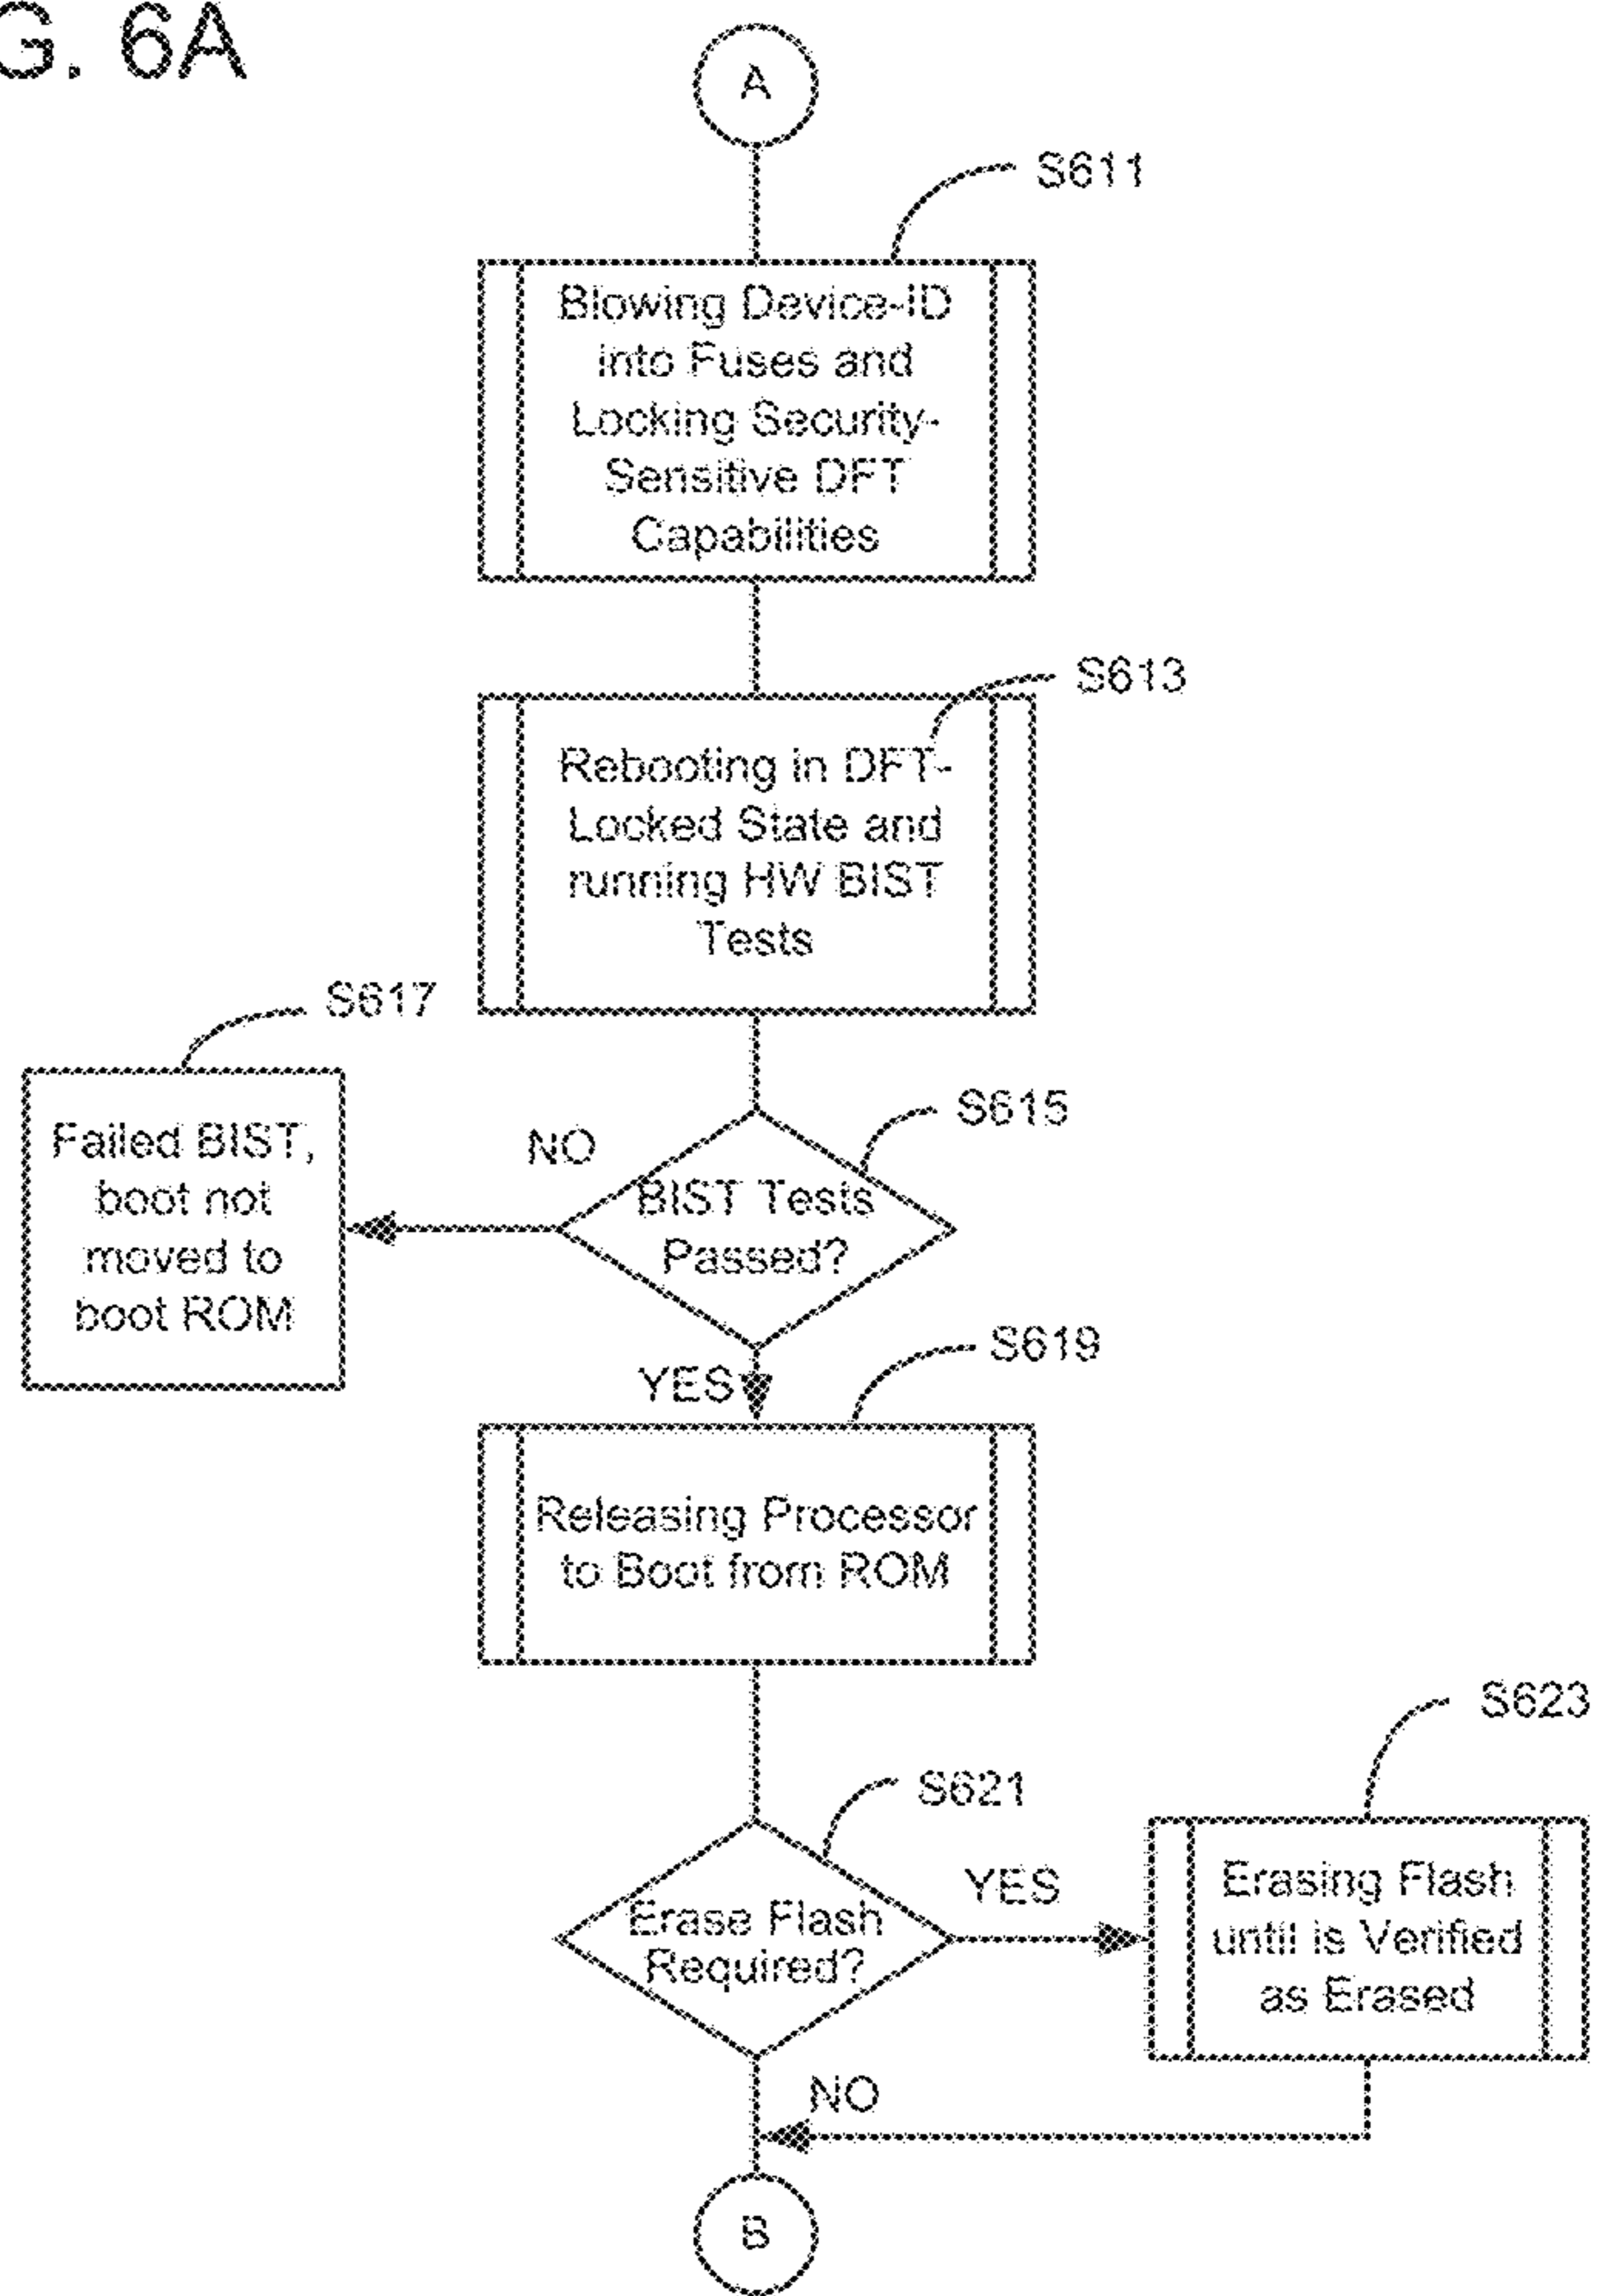 G. 6A
A
S611
Blowing Device-ID
into Fuses and
Locking Security-
Sensitive DFT
Capabilities
S613
Rebooting in DFT-
Locked State and
running HW BIST
Tests
S617
Failed BIST,
boot not
moved to
boot ROM
S615
NO
BIST Tests
Passed?
YES
S619
Releasing Processor
to Boot from ROM
S623
S621
YES
Erase Flash
Required?
Erasing Flash
until is Verified
as Erased
NO
B